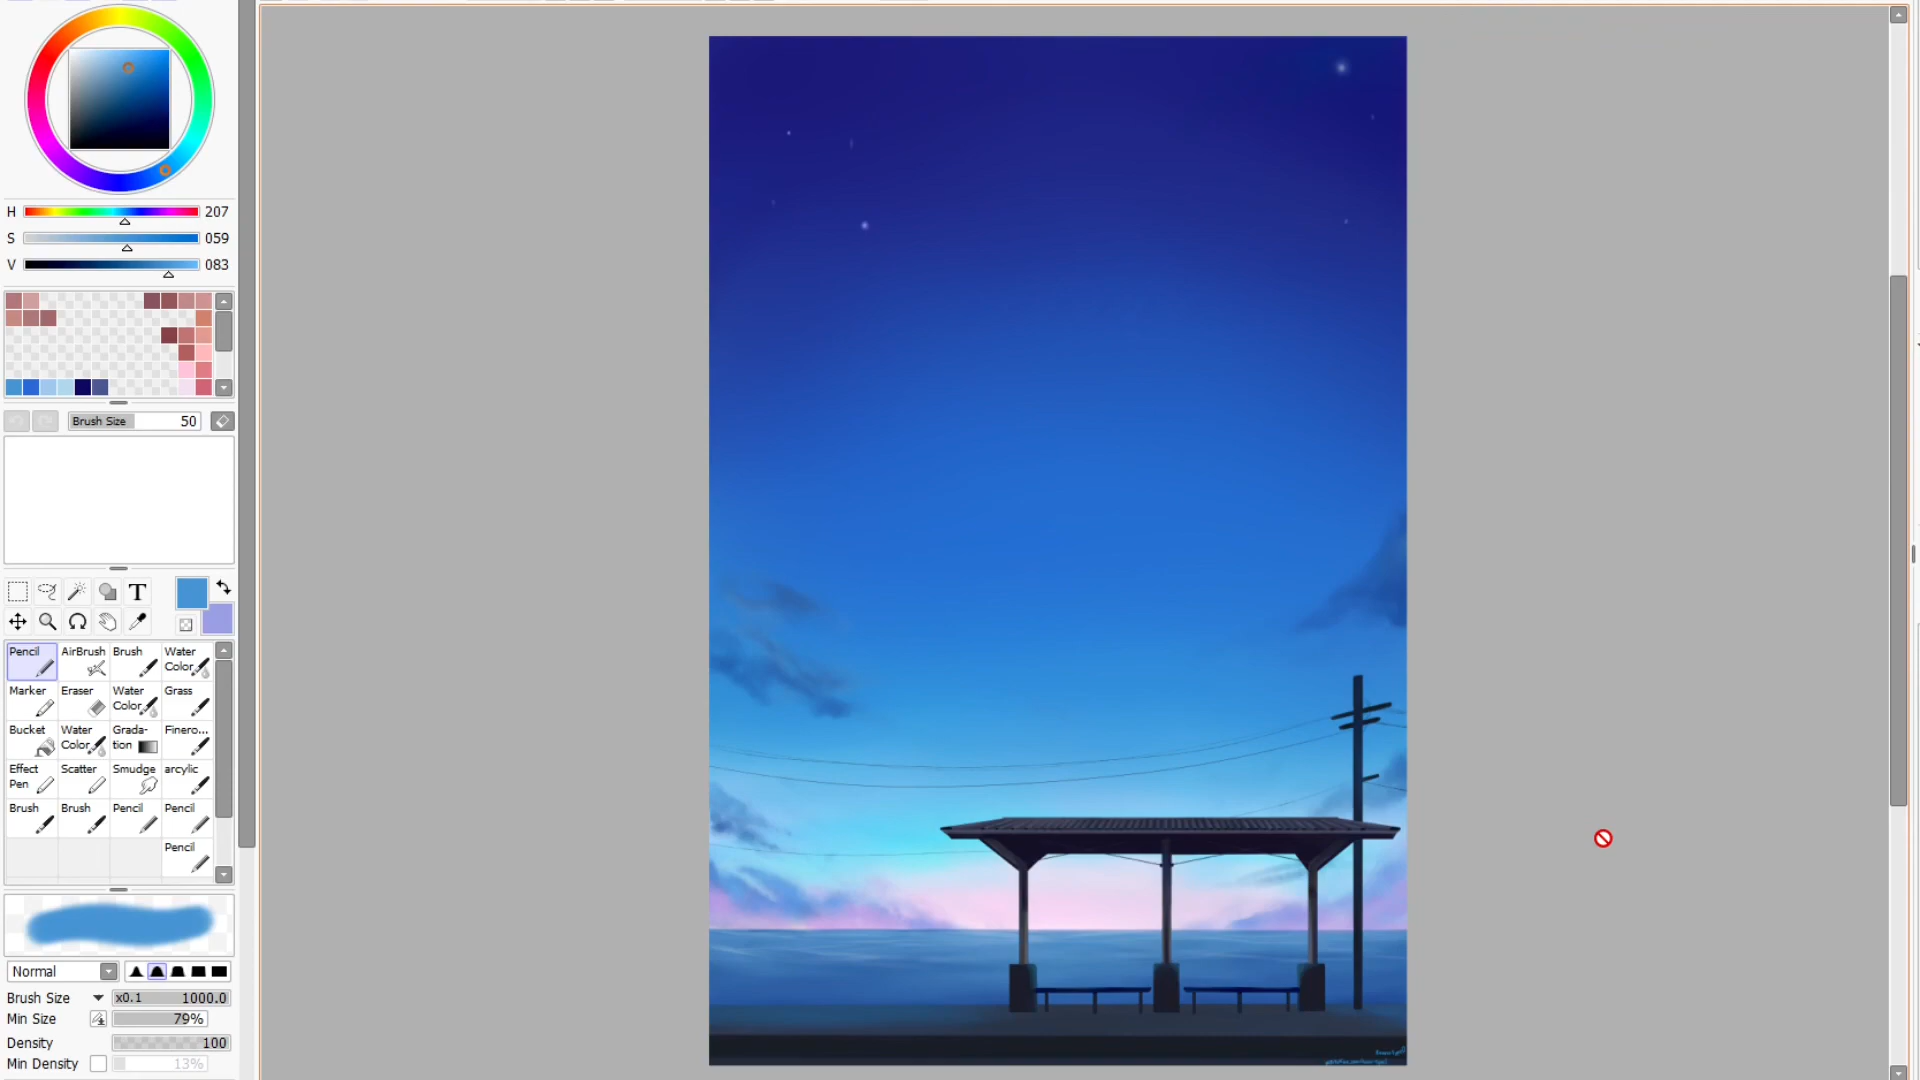 H 207
S 059
V 083
Brush Size 50
T
Pencil AirBrush Brush Water Color
Marker Eraser Water Color Grass
Bucket Water Color Grada-tion Finero...
Effect Pen Scatter Smudge arcylic
Brush Brush Pencil Pencil
Pencil
Normal
Brush Size x0.1 1000.0
Min Size 79%
Density 100
Min Density 13%